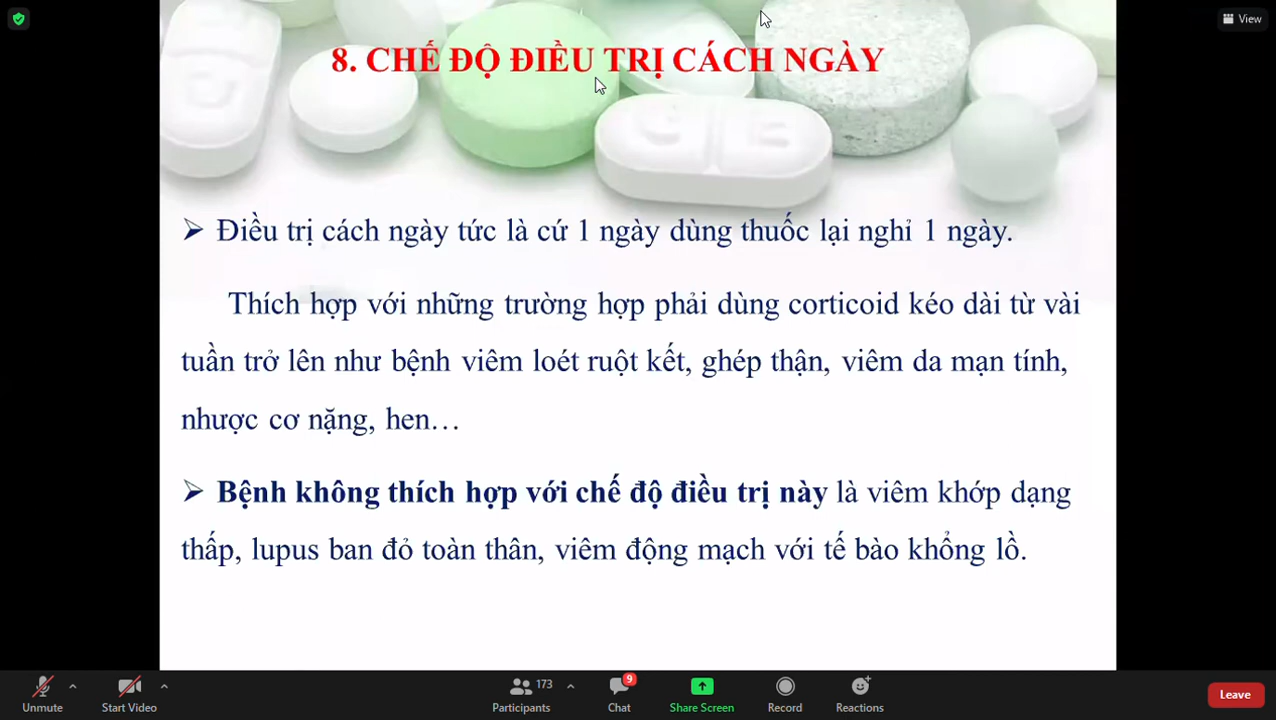 View
8. CHẾ ĐỘ ĐIỀU TRỊ CÁCH NGÀY
➢ Điều trị cách ngày tức là cứ 1 ngày dùng thuốc lại nghỉ 1 ngày.
Thích hợp với những trường hợp phải dùng corticoid kéo dài từ vài
tuần trở lên như bệnh viêm loét ruột kết, ghép thận, viêm da mạn tính,
nhược cơ nặng, hen…
➢ Bệnh không thích hợp với chế độ điều trị này là viêm khớp dạng
thấp, lupus ban đỏ toàn thân, viêm động mạch với tế bào khổng lồ.
Unmute
Start Video
173
Participants
9
Chat
Share Screen
Record
Reactions
Leave